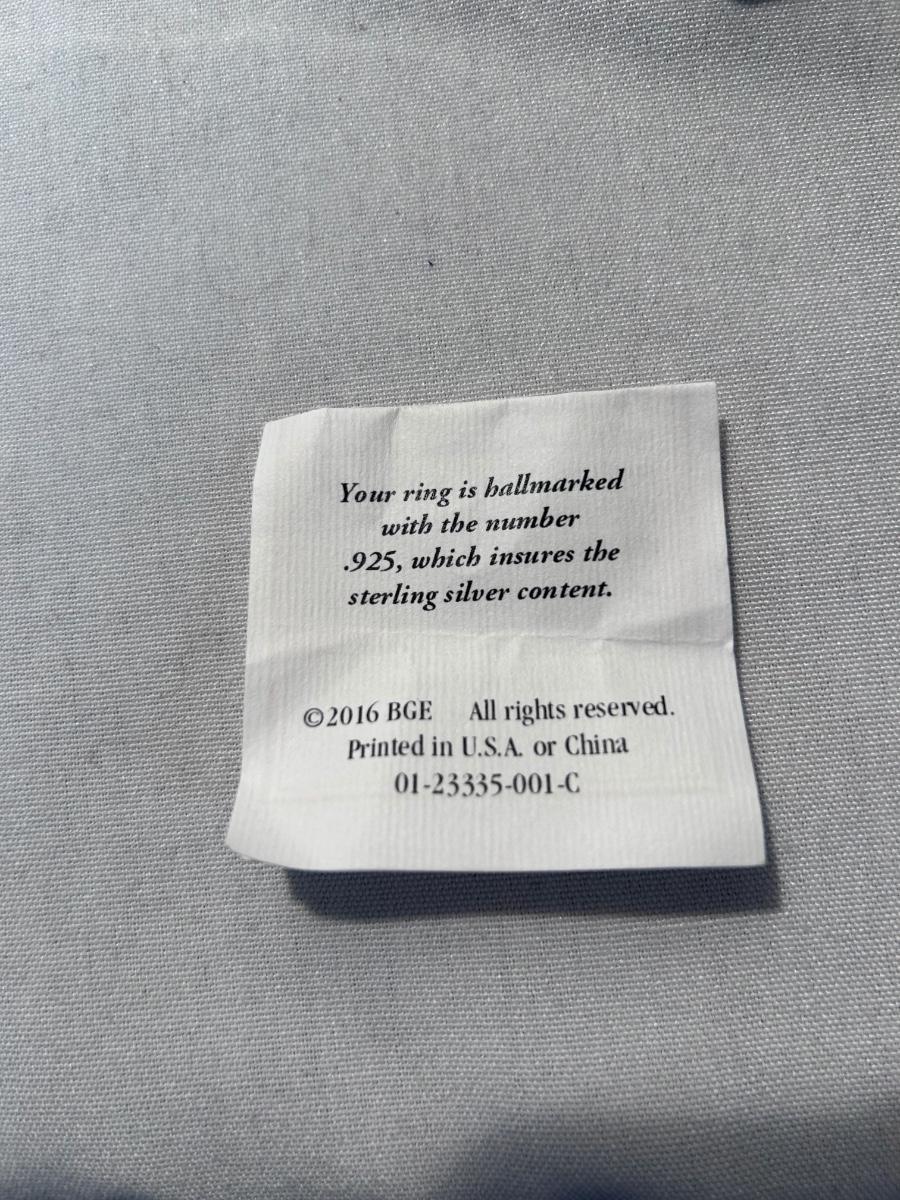 Your ring is hallmarked
with the number
.925, which insures the
sterling silver content.
©2016 BGE All rights reserved.
Printed in U.S.A. or China
01-23335-001-C